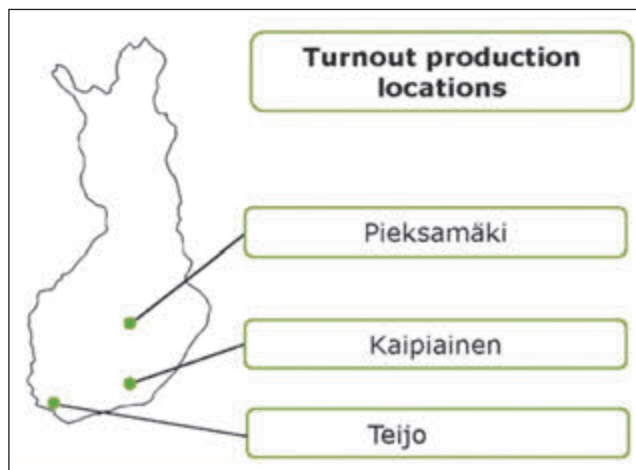 Turnout production
locations
Pieksamäki
Kaipiainen
Teijo